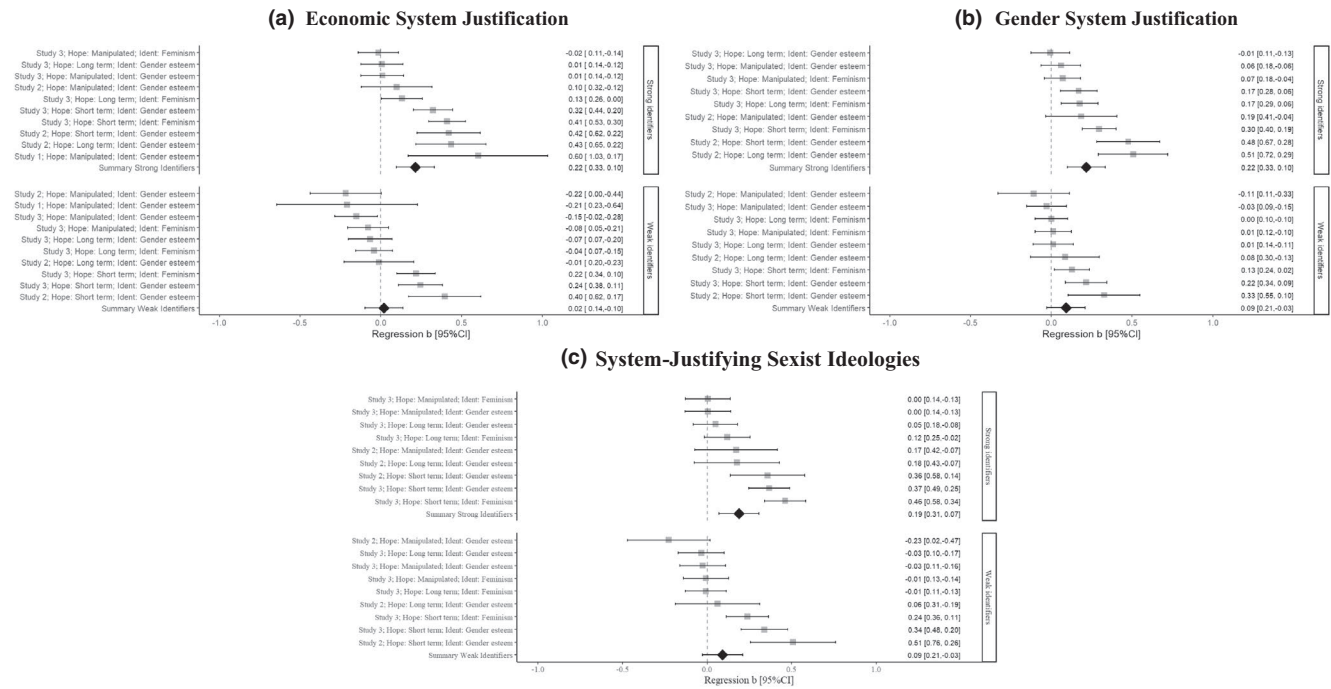 (a) Economic System Justification
Study 3; Hope: Manipulated; Ident: Feminism -0.02 [ 0.11,-0.14]
Study 3; Hope: Long term; Ident: Gender esteem 0.01 [ 0.14,-0.12]
Study 3; Hope: Manipulated; Ident: Gender esteem 0.01 [ 0.14,-0.12]
Study 2; Hope: Manipulated; Ident: Gender esteem 0.10 [ 0.32,-0.12]
Study 3; Hope: Long term; Ident: Feminism 0.13 [ 0.26, 0.00]
Study 3; Hope: Short term; Ident: Gender esteem 0.32 [ 0.44, 0.20]
Study 3; Hope: Short term; Ident: Feminism 0.41 [ 0.53, 0.30]
Study 2; Hope: Short term; Ident: Gender esteem 0.42 [ 0.62, 0.22]
Study 2; Hope: Long term; Ident: Gender esteem 0.43 [ 0.65, 0.22]
Study 1; Hope: Manipulated; Ident: Gender esteem 0.60 [ 1.03, 0.17]
Summary Strong Identifiers 0.22 [ 0.33, 0.10]
Strong identifiers
Study 2; Hope: Manipulated; Ident: Gender esteem -0.22 [ 0.00,-0.44]
Study 1; Hope: Manipulated; Ident: Gender esteem -0.21 [ 0.23,-0.64]
Study 3; Hope: Manipulated; Ident: Gender esteem -0.15 [-0.02,-0.28]
Study 3; Hope: Manipulated; Ident: Feminism -0.08 [ 0.05,-0.21]
Study 3; Hope: Long term; Ident: Gender esteem -0.07 [ 0.07,-0.20]
Study 3; Hope: Long term; Ident: Feminism -0.04 [ 0.07,-0.15]
Study 2; Hope: Long term; Ident: Gender esteem -0.01 [ 0.20,-0.23]
Study 3; Hope: Short term; Ident: Feminism 0.22 [ 0.34, 0.10]
Study 3; Hope: Short term; Ident: Gender esteem 0.24 [ 0.38, 0.11]
Study 2; Hope: Short term; Ident: Gender esteem 0.40 [ 0.62, 0.17]
Summary Weak Identifiers 0.02 [ 0.14,-0.10]
Weak identifiers
-1.0 -0.5 0.0 0.5 1.0
Regression b [95%CI]
(b) Gender System Justification
Study 3; Hope: Long term; Ident: Gender esteem -0.01 [0.11,-0.13]
Study 3; Hope: Manipulated; Ident: Gender esteem 0.06 [0.18,-0.06]
Study 3; Hope: Manipulated; Ident: Feminism 0.07 [0.18,-0.04]
Study 3; Hope: Short term; Ident: Gender esteem 0.17 [0.28, 0.06]
Study 3; Hope: Long term; Ident: Feminism 0.17 [0.29, 0.06]
Study 2; Hope: Manipulated; Ident: Gender esteem 0.19 [0.41,-0.04]
Study 3; Hope: Short term; Ident: Feminism 0.30 [0.40, 0.19]
Study 2; Hope: Short term; Ident: Gender esteem 0.48 [0.67, 0.28]
Study 2; Hope: Long term; Ident: Gender esteem 0.51 [0.72, 0.29]
Summary Strong Identifiers 0.22 [0.33, 0.10]
Strong identifiers
Study 2; Hope: Manipulated; Ident: Gender esteem -0.11 [0.11,-0.33]
Study 3; Hope: Manipulated; Ident: Gender esteem -0.03 [0.09,-0.15]
Study 3; Hope: Long term; Ident: Feminism 0.00 [0.10,-0.10]
Study 3; Hope: Manipulated; Ident: Feminism 0.01 [0.12,-0.10]
Study 3; Hope: Long term; Ident: Gender esteem 0.01 [0.14,-0.11]
Study 2; Hope: Long term; Ident: Gender esteem 0.08 [0.30,-0.13]
Study 3; Hope: Short term; Ident: Feminism 0.13 [0.24, 0.02]
Study 3; Hope: Short term; Ident: Gender esteem 0.22 [0.34, 0.09]
Study 2; Hope: Short term; Ident: Gender esteem 0.33 [0.55, 0.10]
Summary Weak Identifiers 0.09 [0.21,-0.03]
Weak identifiers
-1.0 -0.5 0.0 0.5 1.0
Regression b [95%CI]
(c) System-Justifying Sexist Ideologies
Study 3; Hope: Manipulated; Ident: Feminism 0.00 [0.14,-0.13]
Study 3; Hope: Manipulated; Ident: Gender esteem 0.00 [0.14,-0.13]
Study 3; Hope: Long term; Ident: Gender esteem 0.05 [0.18,-0.08]
Study 3; Hope: Long term; Ident: Feminism 0.12 [0.25,-0.02]
Study 2; Hope: Manipulated; Ident: Gender esteem 0.17 [0.42,-0.07]
Study 2; Hope: Long term; Ident: Gender esteem 0.18 [0.43,-0.07]
Study 2; Hope: Short term; Ident: Gender esteem 0.36 [0.58, 0.14]
Study 3; Hope: Short term; Ident: Gender esteem 0.37 [0.49, 0.25]
Study 3; Hope: Short term; Ident: Feminism 0.46 [0.58, 0.34]
Summary Strong Identifiers 0.19 [0.31, 0.07]
Strong identifiers
Study 2; Hope: Manipulated; Ident: Gender esteem -0.23 [0.02,-0.47]
Study 3; Hope: Long term; Ident: Gender esteem -0.03 [0.10,-0.17]
Study 3; Hope: Manipulated; Ident: Gender esteem -0.03 [0.11,-0.16]
Study 3; Hope: Manipulated; Ident: Feminism -0.01 [0.13,-0.14]
Study 3; Hope: Long term; Ident: Feminism -0.01 [0.11,-0.13]
Study 2; Hope: Long term; Ident: Gender esteem 0.06 [0.31,-0.19]
Study 3; Hope: Short term; Ident: Feminism 0.24 [0.36, 0.11]
Study 3; Hope: Short term; Ident: Gender esteem 0.34 [0.48, 0.20]
Study 2; Hope: Short term; Ident: Gender esteem 0.51 [0.76, 0.26]
Summary Weak Identifiers 0.09 [0.21,-0.03]
Weak identifiers
-1.0 -0.5 0.0 0.5 1.0
Regression b [95%CI]